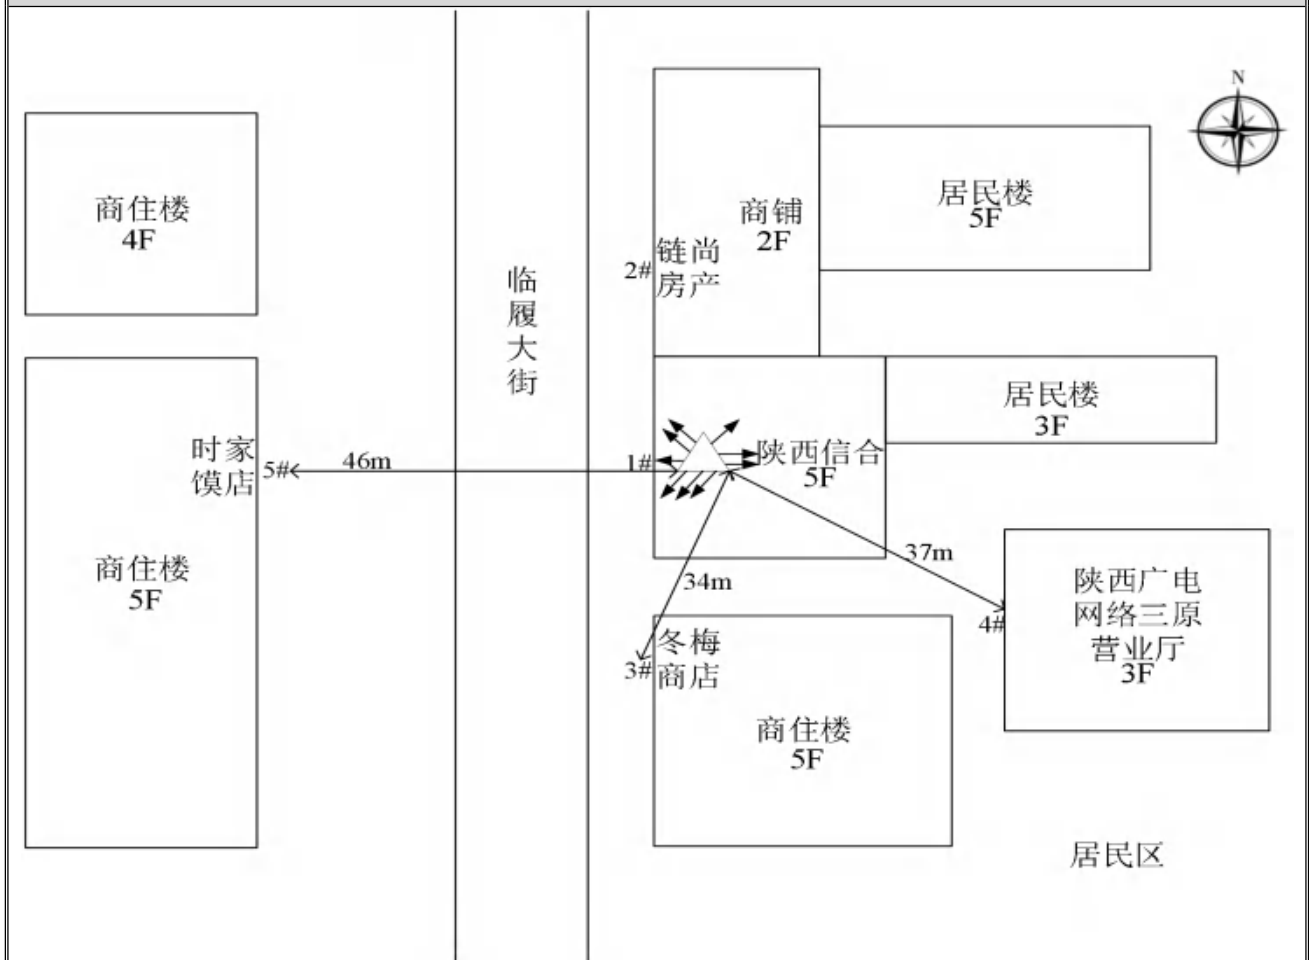 N
商住楼
4F
商铺
2F
居民楼
5F
链尚
房产
2#
临
履
大
街
居民楼
3F
时家
馍店
5#
46m
1#
陕西信合
5F
商住楼
5F
37m
34m
陕西广电
网络三原
营业厅
3F
4#
冬梅
商店
3#
商住楼
5F
居民区